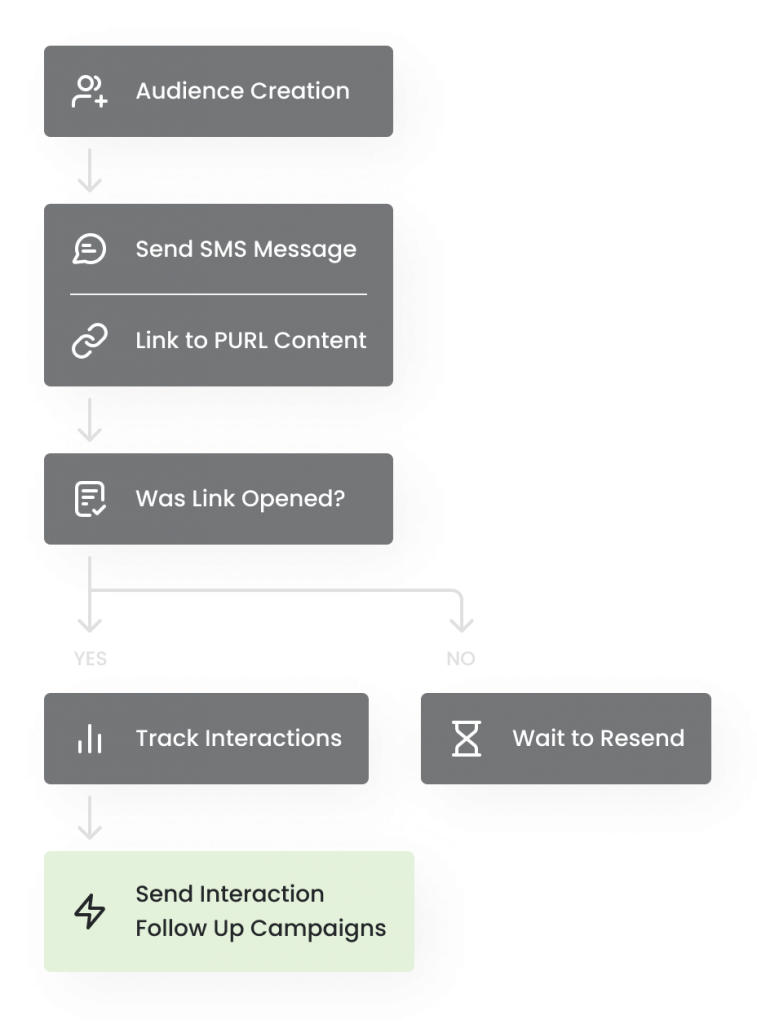 Audience Creation
Send SMS Message
Link to PURL Content
Was Link Opened?
YES
NO
Track Interactions
Wait to Resend
Send Interaction
Follow Up Campaigns